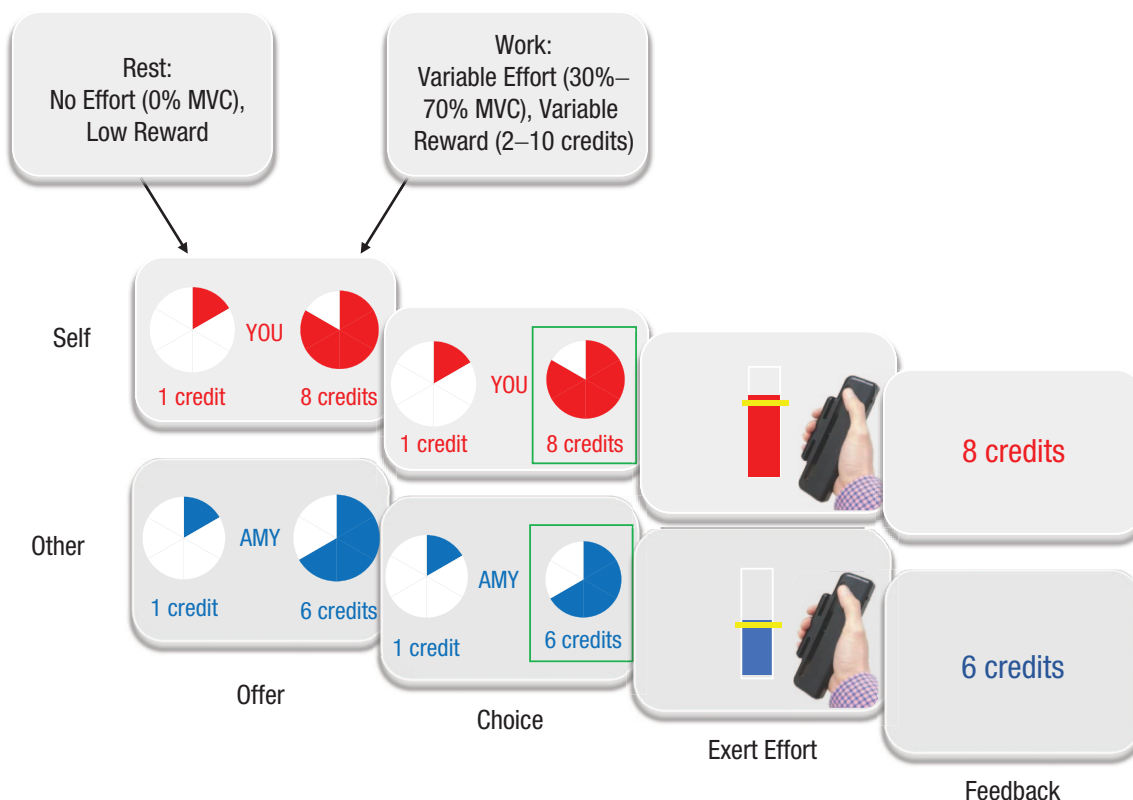 Rest:
No Effort (0% MVC),
Low Reward
Work:
Variable Effort (30%–
70% MVC), Variable
Reward (2–10 credits)
Self
YOU
1 credit
8 credits
YOU
1 credit
8 credits
8 credits
Other
AMY
1 credit
6 credits
AMY
1 credit
6 credits
6 credits
Offer
Choice
Exert Effort
Feedback